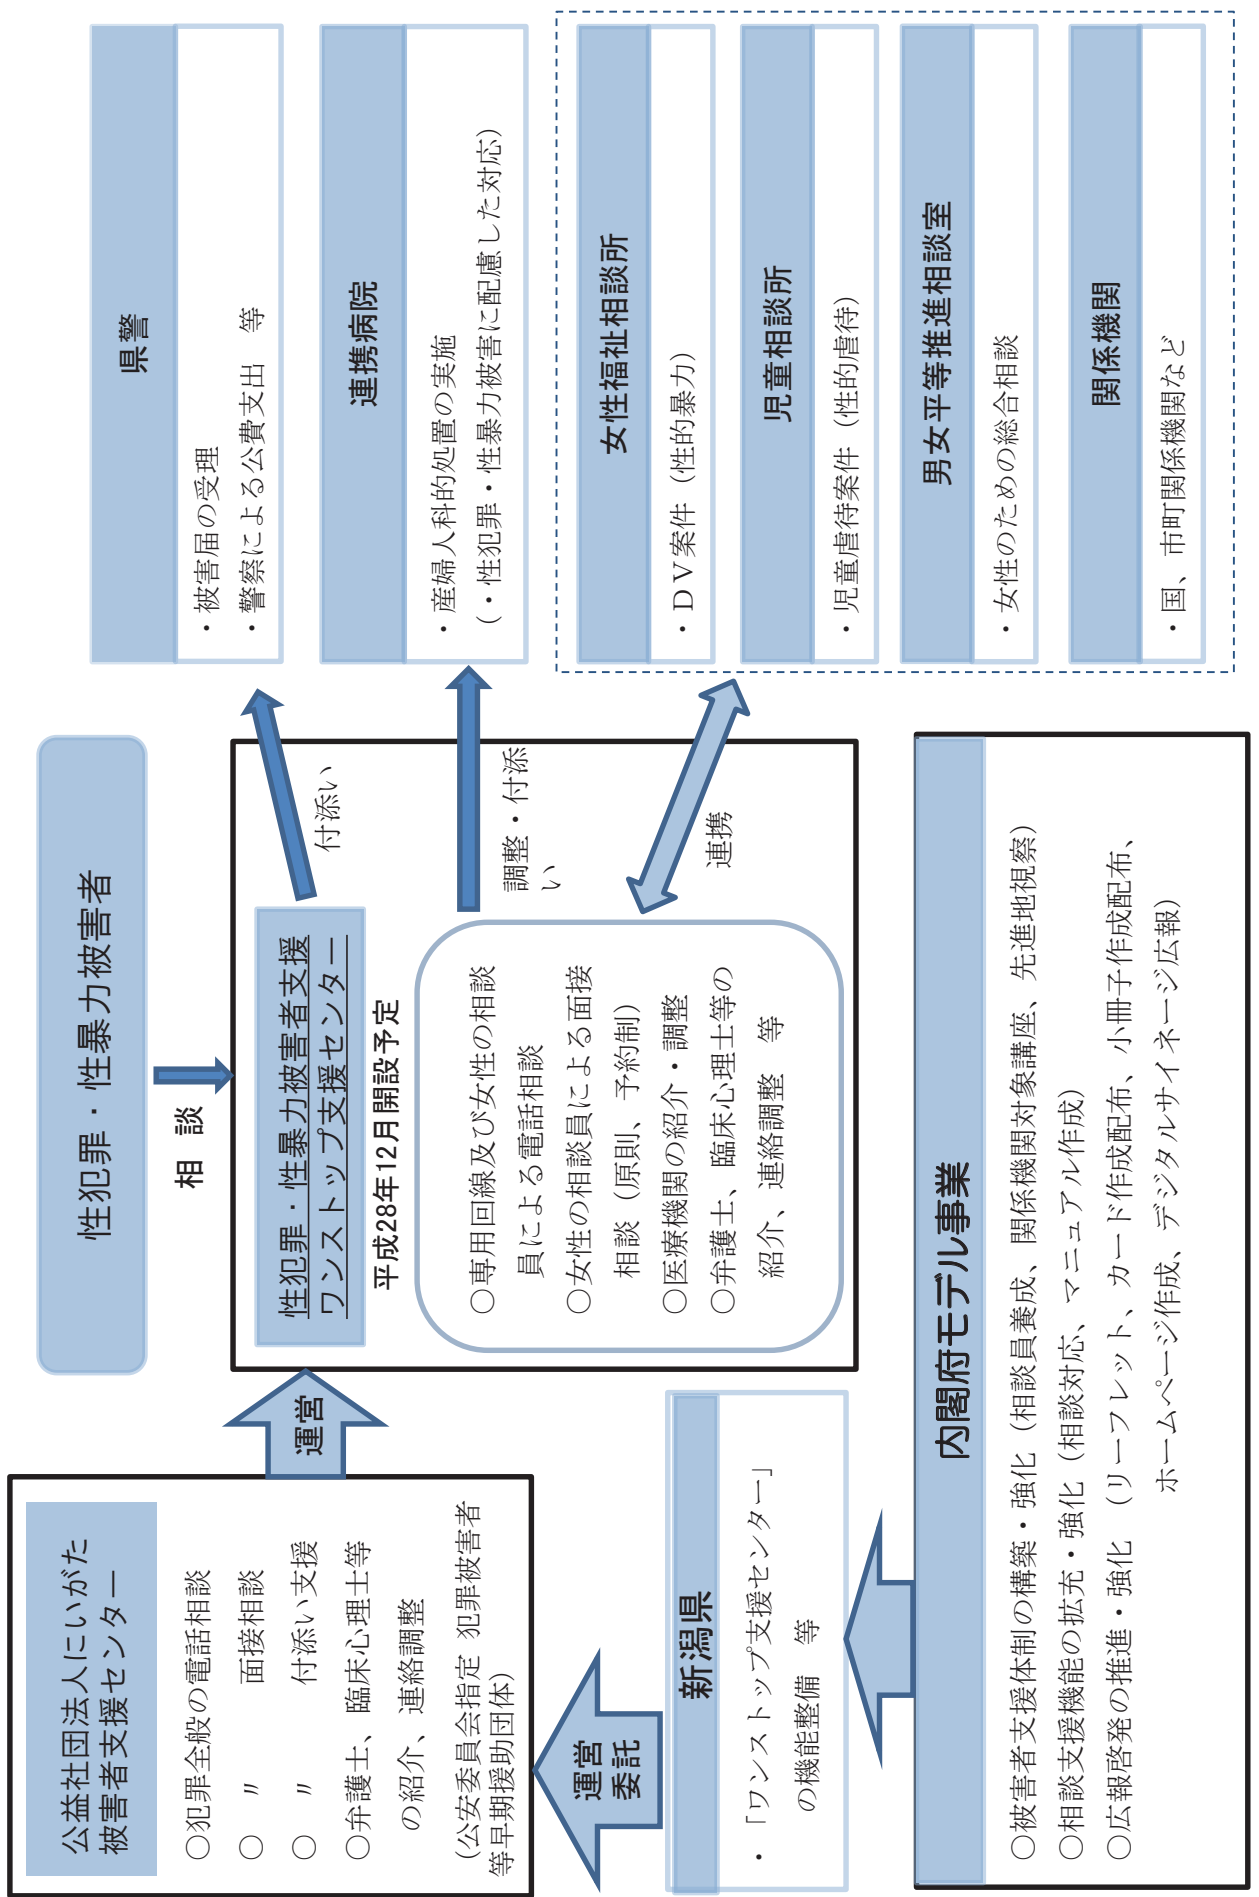 性犯罪・性暴力被害者
相　談
公益社団法人にいがた
被害者支援センター
○犯罪全般の電話相談
○　〃　　面接相談
○　〃　　付添い支援
○弁護士、臨床心理士等
の紹介、連絡調整
(公安委員会指定 犯罪被害者
等早期援助団体)
運営
性犯罪・性暴力被害者支援
ワンストップ支援センター
平成28年12月開設予定
○専用回線及び女性の相談
員による電話相談
○女性の相談員による面接
相談（原則、予約制）
○医療機関の紹介・調整
○弁護士、臨床心理士等の
紹介、連絡調整　等
付添い
調整・付添
い
連携
県警
・被害届の受理
・警察による公費支出　等
連携病院
・産婦人科的処置の実施
(・性犯罪・性暴力被害に配慮した対応)
女性福祉相談所
・ＤＶ案件（性的暴力）
児童相談所
・児童虐待案件（性的虐待）
男女平等推進相談室
・女性のための総合相談
関係機関
・国、市町関係機関など
運営
委託
新潟県
・「ワンストップ支援センター」
の機能整備　等
内閣府モデル事業
○被害者支援体制の構築・強化（相談員養成、関係機関対象講座、先進地視察）
○相談支援機能の拡充・強化（相談対応、マニュアル作成）
○広報啓発の推進・強化　（リーフレット、カード作成配布、小冊子作成配布、
ホームページ作成、デジタルサイネージ広報）